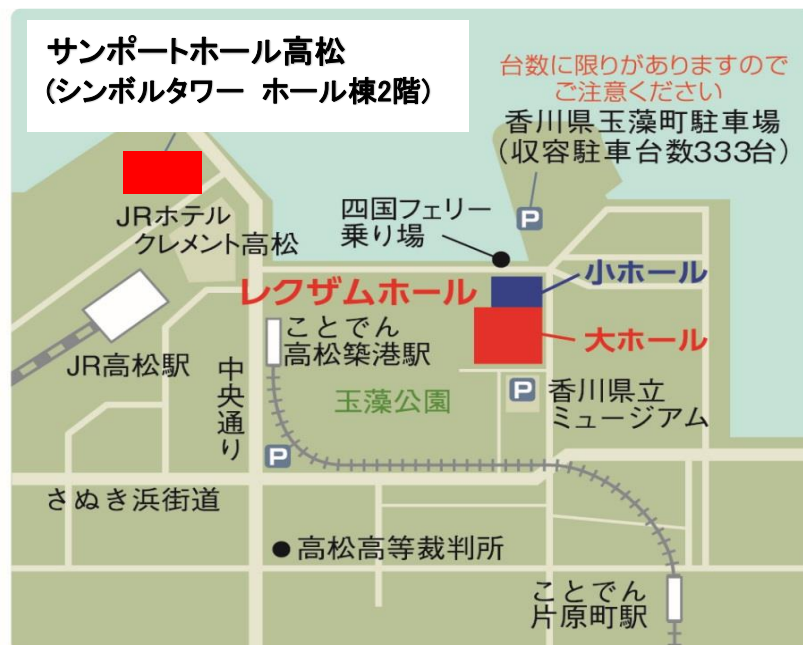 サンポートホール高松
(シンボルタワー ホール棟2階)
台数に限りがありますので
ご注意ください
香川県玉藻町駐車場
(収容駐車台数333台)
P
JRホテル
クレメント高松
四国フェリー
乗り場
小ホール
レクザムホール
大ホール
ことでん
高松築港駅
JR高松駅
中央通り
玉藻公園
P
香川県立
ミュージアム
P
さぬき浜街道
高松高等裁判所
ことでん
片原町駅